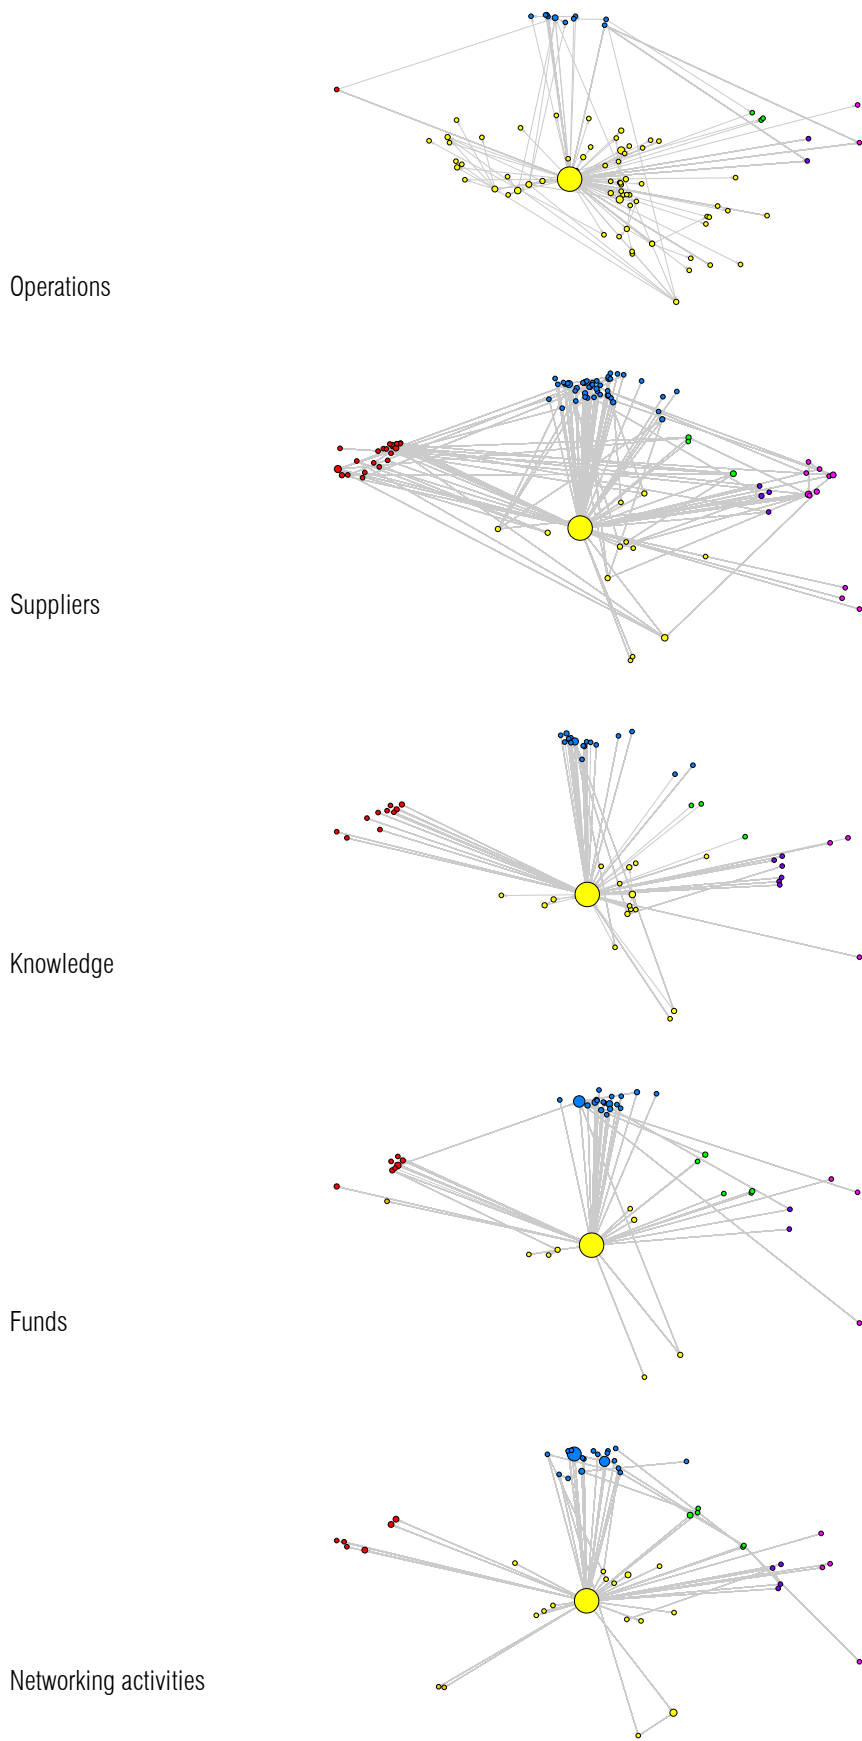 Operations
Suppliers
Knowledge
Funds
Networking activities